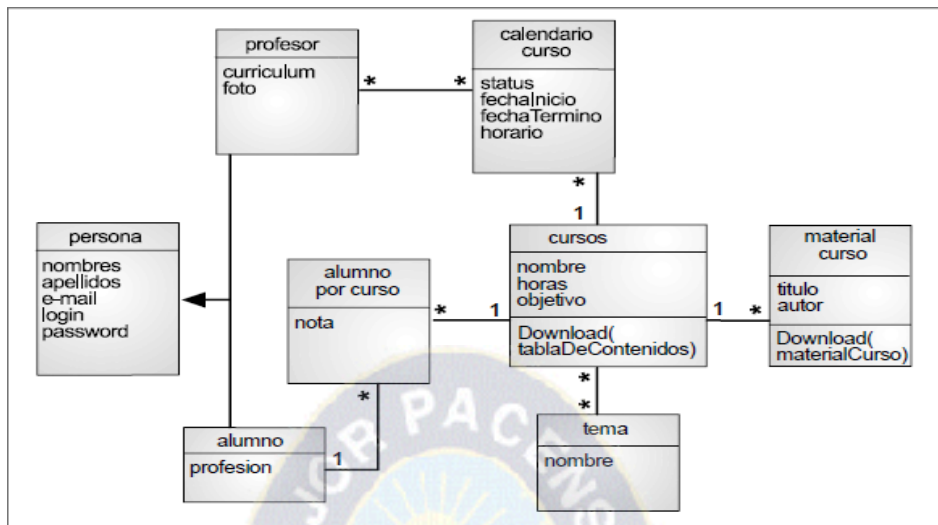 profesor
curriculum
foto
*
*
calendario
curso
status
fechaInicio
fechaTermino
horario
*
1
persona
nombres
apellidos
e-mail
login
password
alumno
por curso
nota
*
1
cursos
nombre
horas
objetivo
Download(
tablaDeContenidos)
1
*
material
curso
titulo
autor
Download(
materialCurso)
*
*
*
1
alumno
profesion
tema
nombre
JOR PACENS